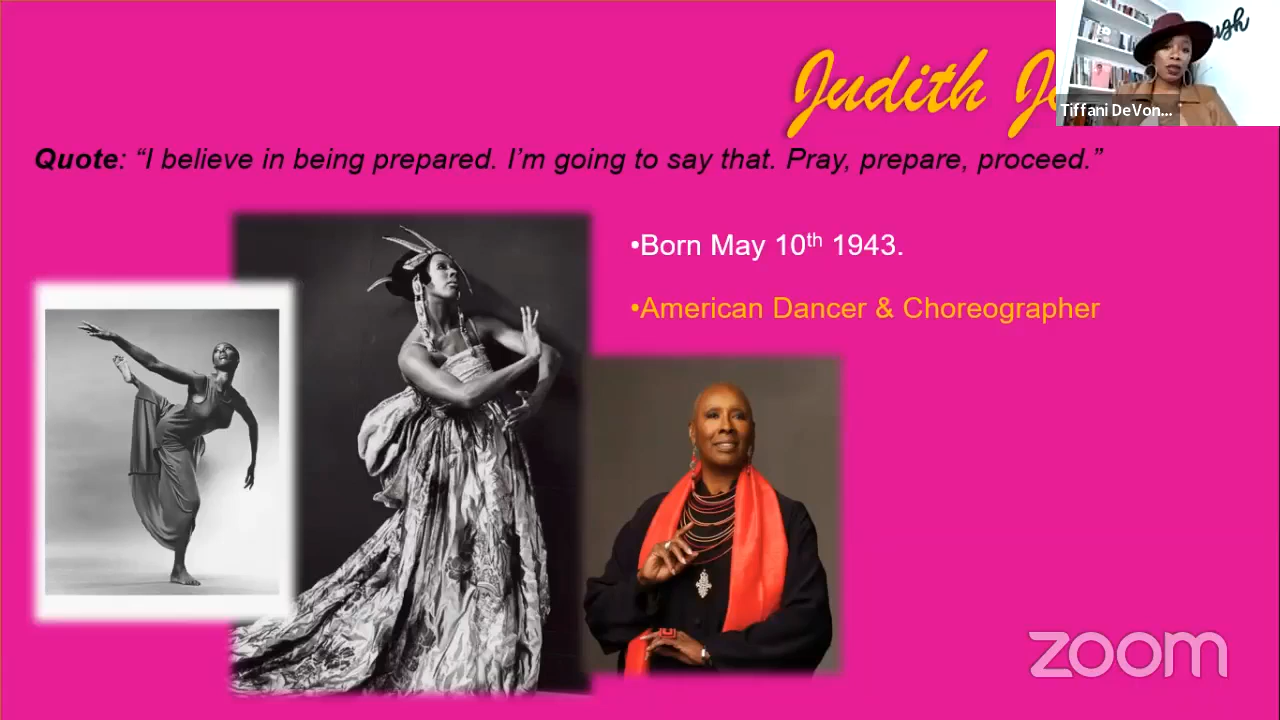 Judith
Tiffani DeVon...
Quote: “I believe in being prepared. I’m going to say that. Pray, prepare, proceed.”
•Born May 10th 1943.
•American Dancer & Choreographer
zoom